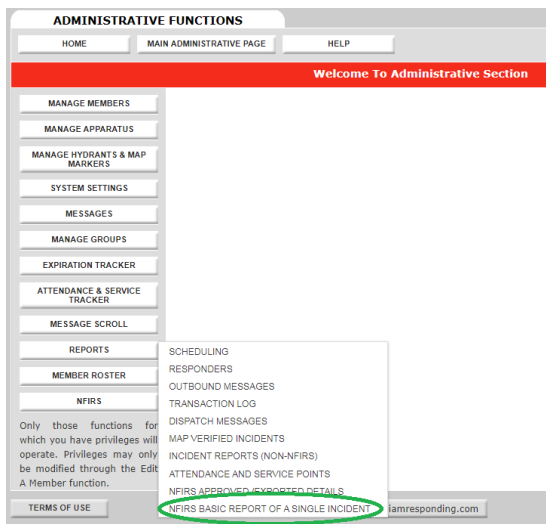 ADMINISTRATIVE FUNCTIONS
HOME
MAIN ADMINISTRATIVE PAGE
HELP
Welcome To Administrative Section
MANAGE MEMBERS
MANAGE APPARATUS
MANAGE HYDRANTS & MAP
MARKERS
SYSTEM SETTINGS
MESSAGES
MANAGE GROUPS
EXPIRATION TRACKER
ATTENDANCE & SERVICE
TRACKER
MESSAGE SCROLL
REPORTS
MEMBER ROSTER
NFIRS
SCHEDULING
RESPONDERS
OUTBOUND MESSAGES
TRANSACTION LOG
DISPATCH MESSAGES
MAP VERIFIED INCIDENTS
INCIDENT REPORTS (NON-NFIRS)
ATTENDANCE AND SERVICE POINTS
NFIRS APPROVED /EXPORTED DETAILS
NFIRS BASIC REPORT OF A SINGLE INCIDENT
Only those functions for
which you have privileges will
operate. Privileges may only
be modified through the Edit
A Member function.
TERMS OF USE
iamresponding.com